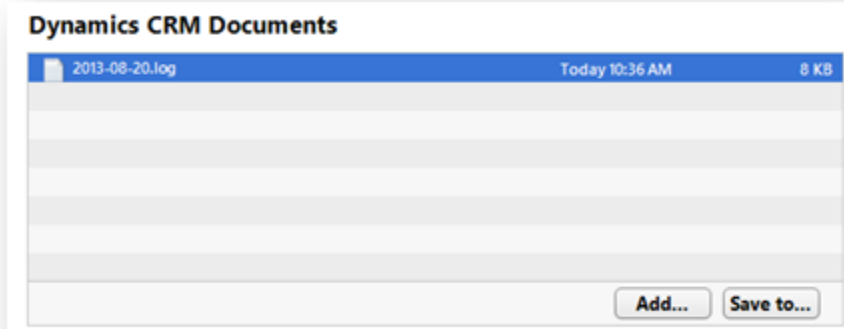 Dynamics CRM Documents
2013-08-20.log Today 10:36 AM 8 KB
Add... Save to...